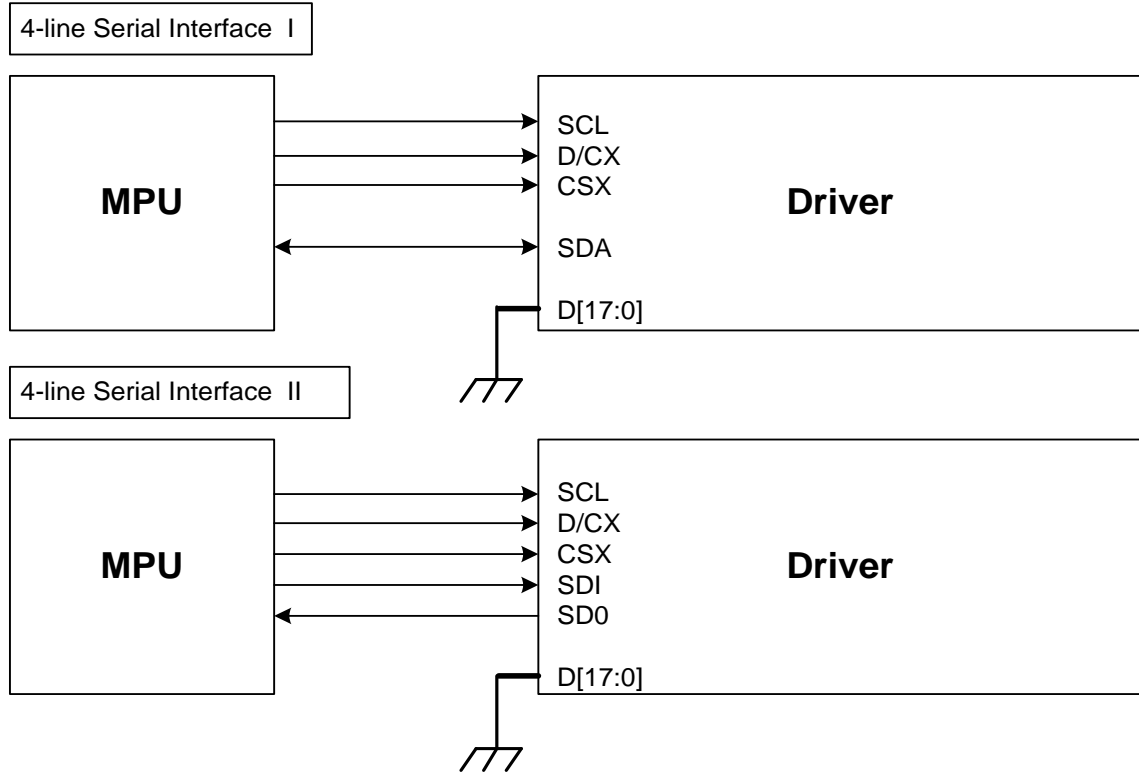 4-line Serial Interface I
MPU
SCL
D/CX
CSX
SDA
D[17:0]
Driver
4-line Serial Interface II
MPU
SCL
D/CX
CSX
SDI
SD0
D[17:0]
Driver